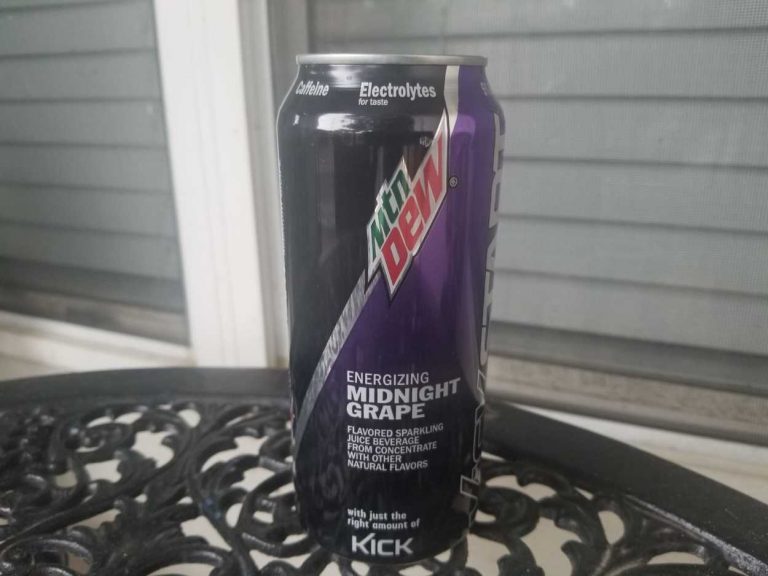 Caffeine
Electrolytes
for taste
Mtn
Dew
®
ENERGIZING
MIDNIGHT
GRAPE
FLAVORED SPARKLING
JUICE BEVERAGE
FROM CONCENTRATE
WITH OTHER
NATURAL FLAVORS
with just the
right amount of
KICK